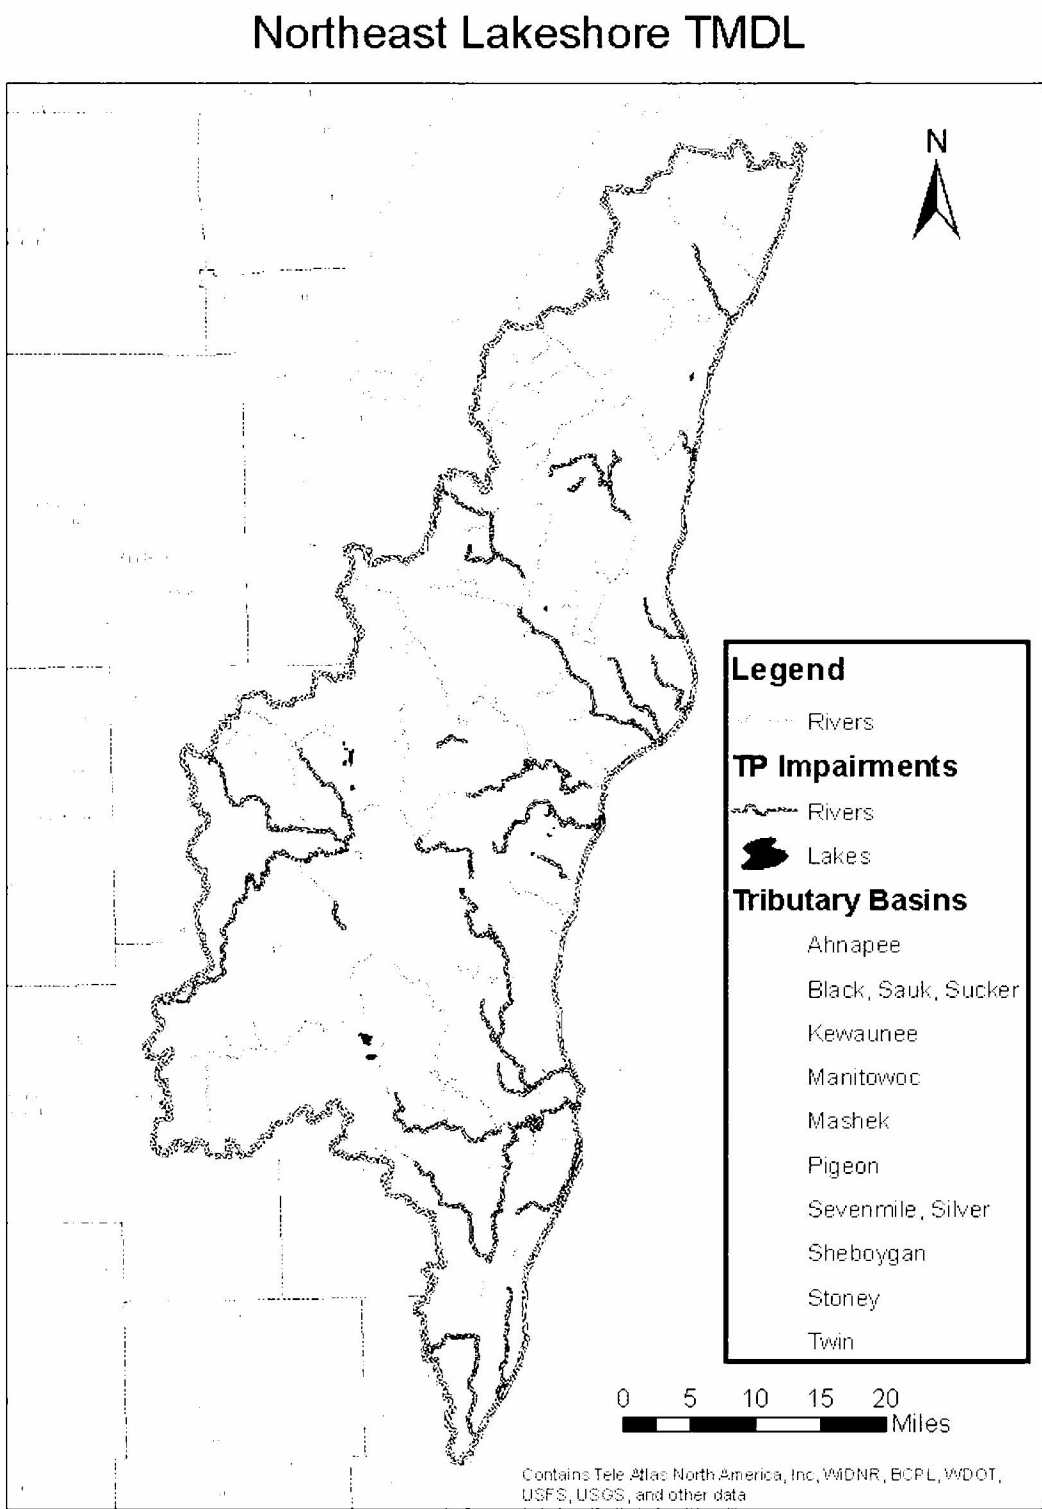 Northeast Lakeshore TMDL
N
Legend
Rivers
TP Impairments
Rivers
Lakes
Tributary Basins
Ahnapee
Black, Sauk, Sucker
Kewaunee
Manitowoc
Mashek
Pigeon
Sevenmile, Silver
Sheboygan
Stoney
Twin
0 5 10 15 20
Miles
Contains Tele Atlas North America, Inc, WiDNR, BCPL, WDOT,
USFS, USGS, and other data